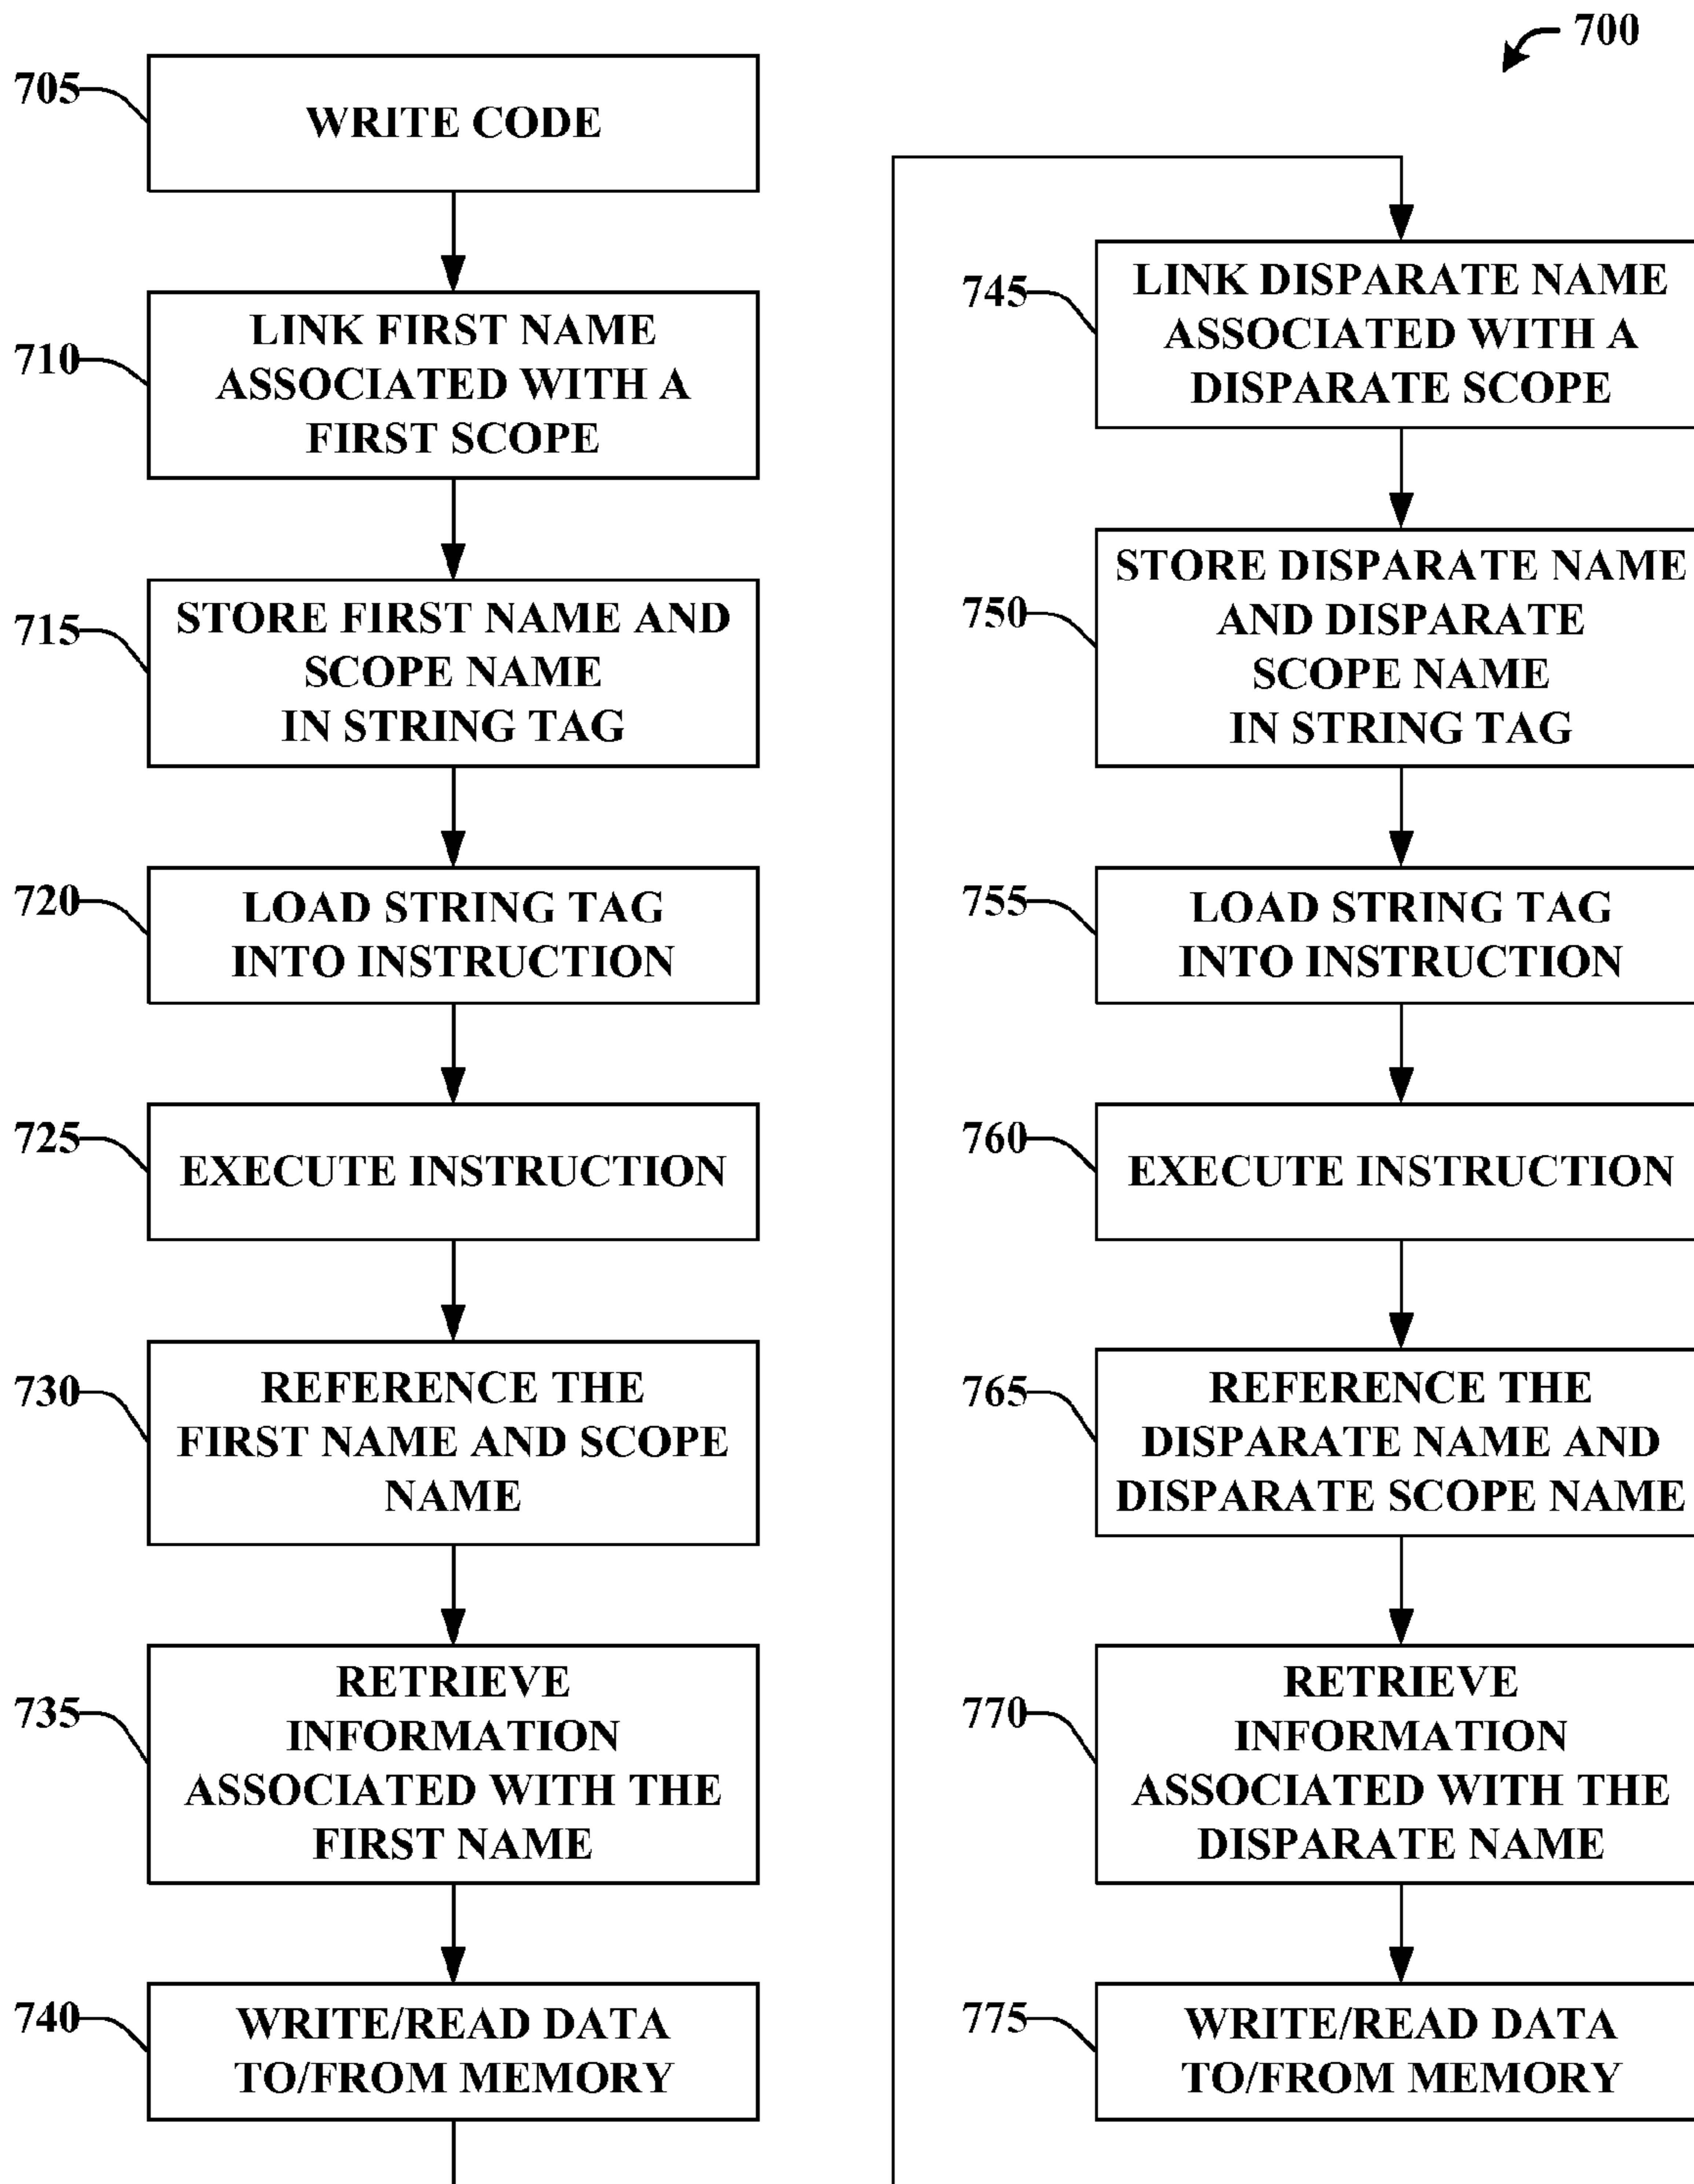 700
705
WRITE CODE
710
LINK FIRST NAME
ASSOCIATED WITH A
FIRST SCOPE
715
STORE FIRST NAME AND
SCOPE NAME
IN STRING TAG
720
LOAD STRING TAG
INTO INSTRUCTION
725
EXECUTE INSTRUCTION
730
REFERENCE THE
FIRST NAME AND SCOPE
NAME
735
RETRIEVE
INFORMATION
ASSOCIATED WITH THE
FIRST NAME
740
WRITE/READ DATA
TO/FROM MEMORY
745
LINK DISPARATE NAME
ASSOCIATED WITH A
DISPARATE SCOPE
750
STORE DISPARATE NAME
AND DISPARATE
SCOPE NAME
IN STRING TAG
755
LOAD STRING TAG
INTO INSTRUCTION
760
EXECUTE INSTRUCTION
765
REFERENCE THE
DISPARATE NAME AND
DISPARATE SCOPE NAME
770
RETRIEVE
INFORMATION
ASSOCIATED WITH THE
DISPARATE NAME
775
WRITE/READ DATA
TO/FROM MEMORY